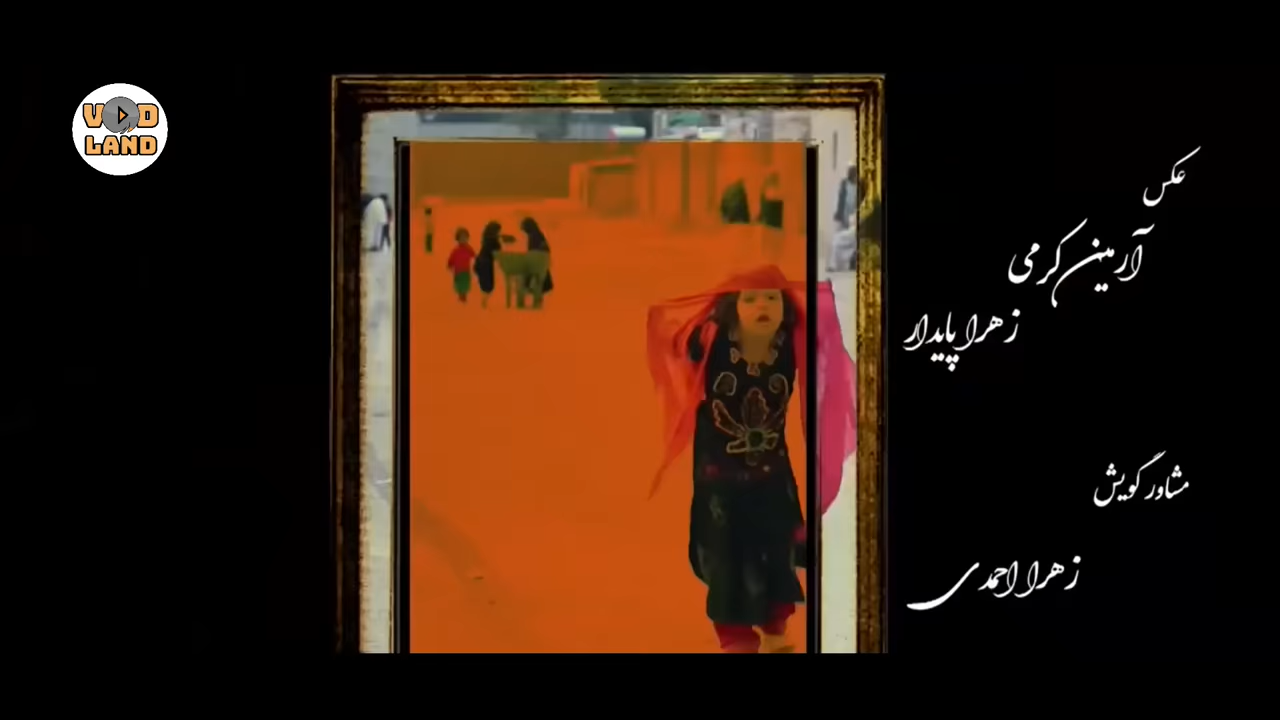 VOD
LAND
عکس
آرمین کرمی
زهرا پایدار
مشاور گویش
زهرا احمدی